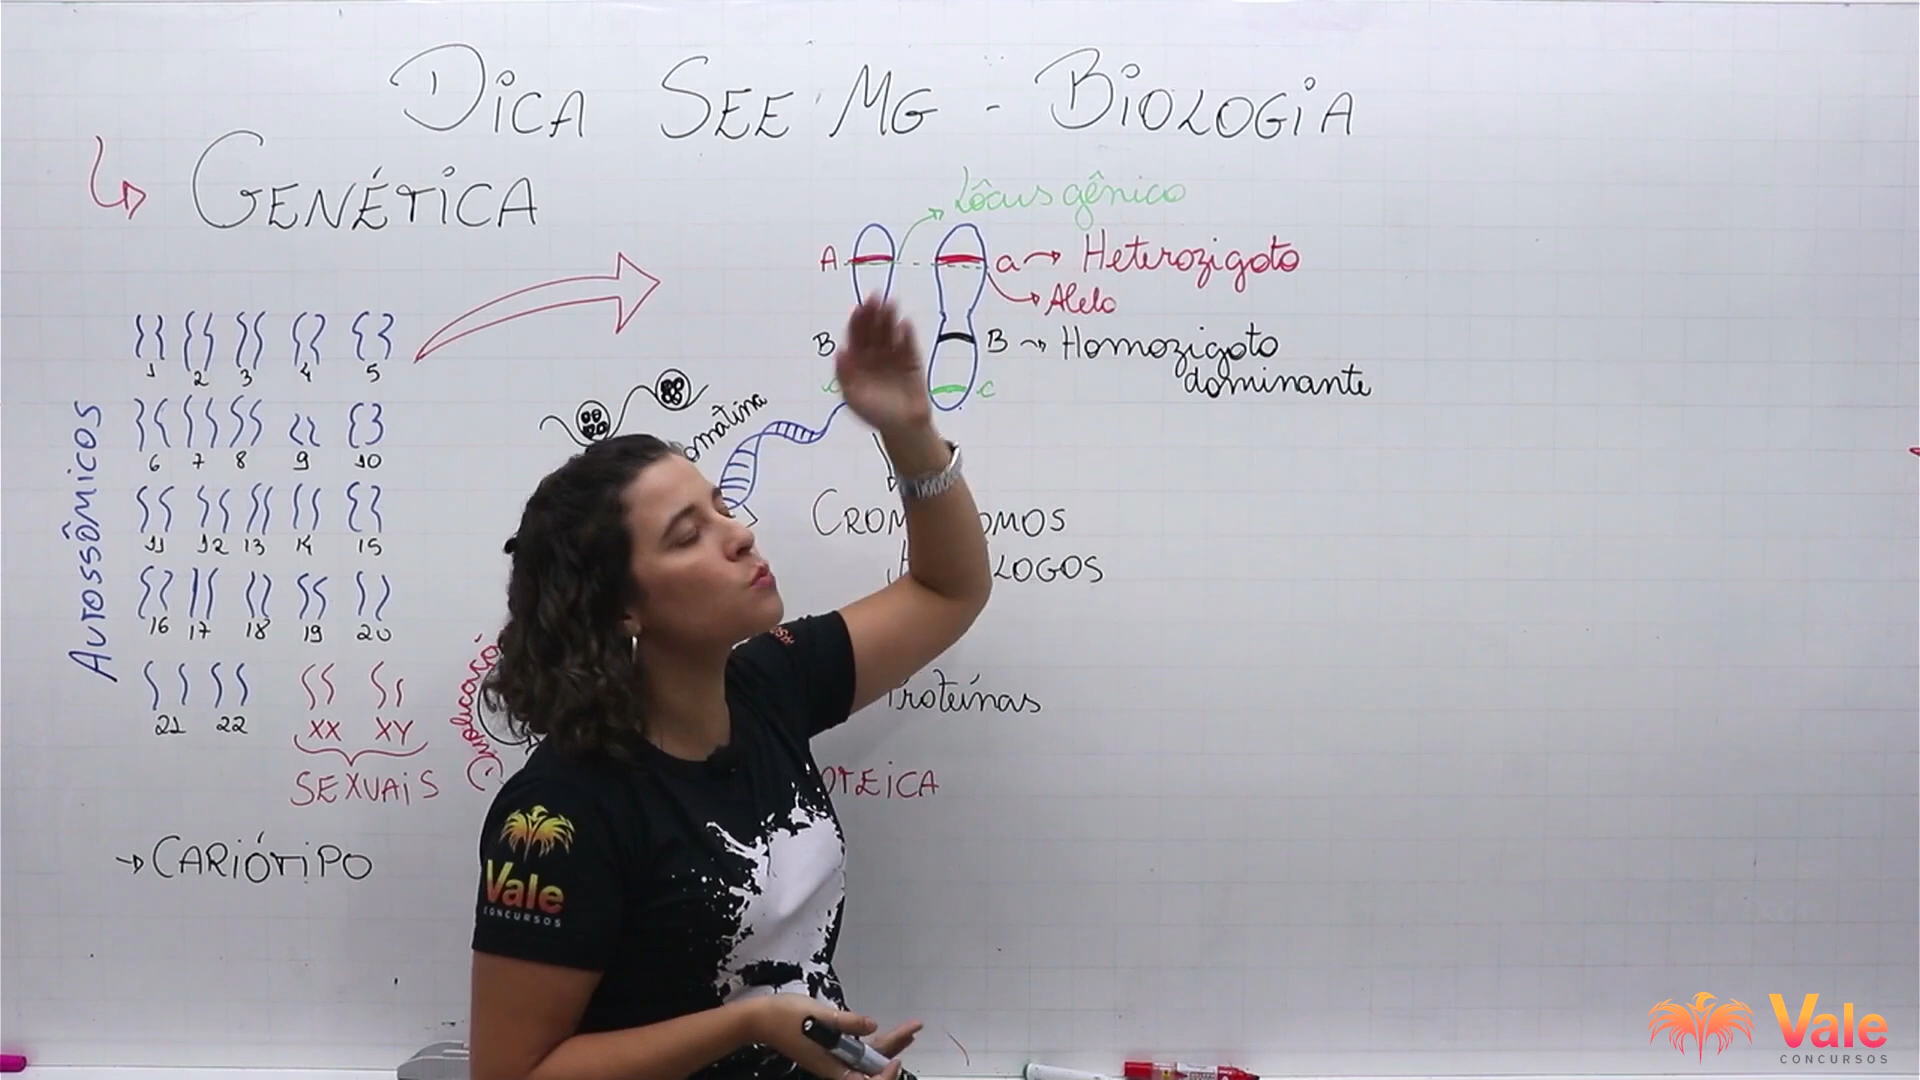 DICA SEE MG - BIOLOGIA
GENÉTICA
Lócus gênico
A a Heterozigoto
Alelo
B B Homozigoto
dominante
c
1 2 3 4 5
6 7 8 9 10
11 12 13 14 15
16 17 18 19 20
21 22 XX XY
AUTOSSÔMICOS
SEXUAIS
CARIÓTIPO
Proteínas
Vale
CONCURSOS
Vale
CONCURSOS